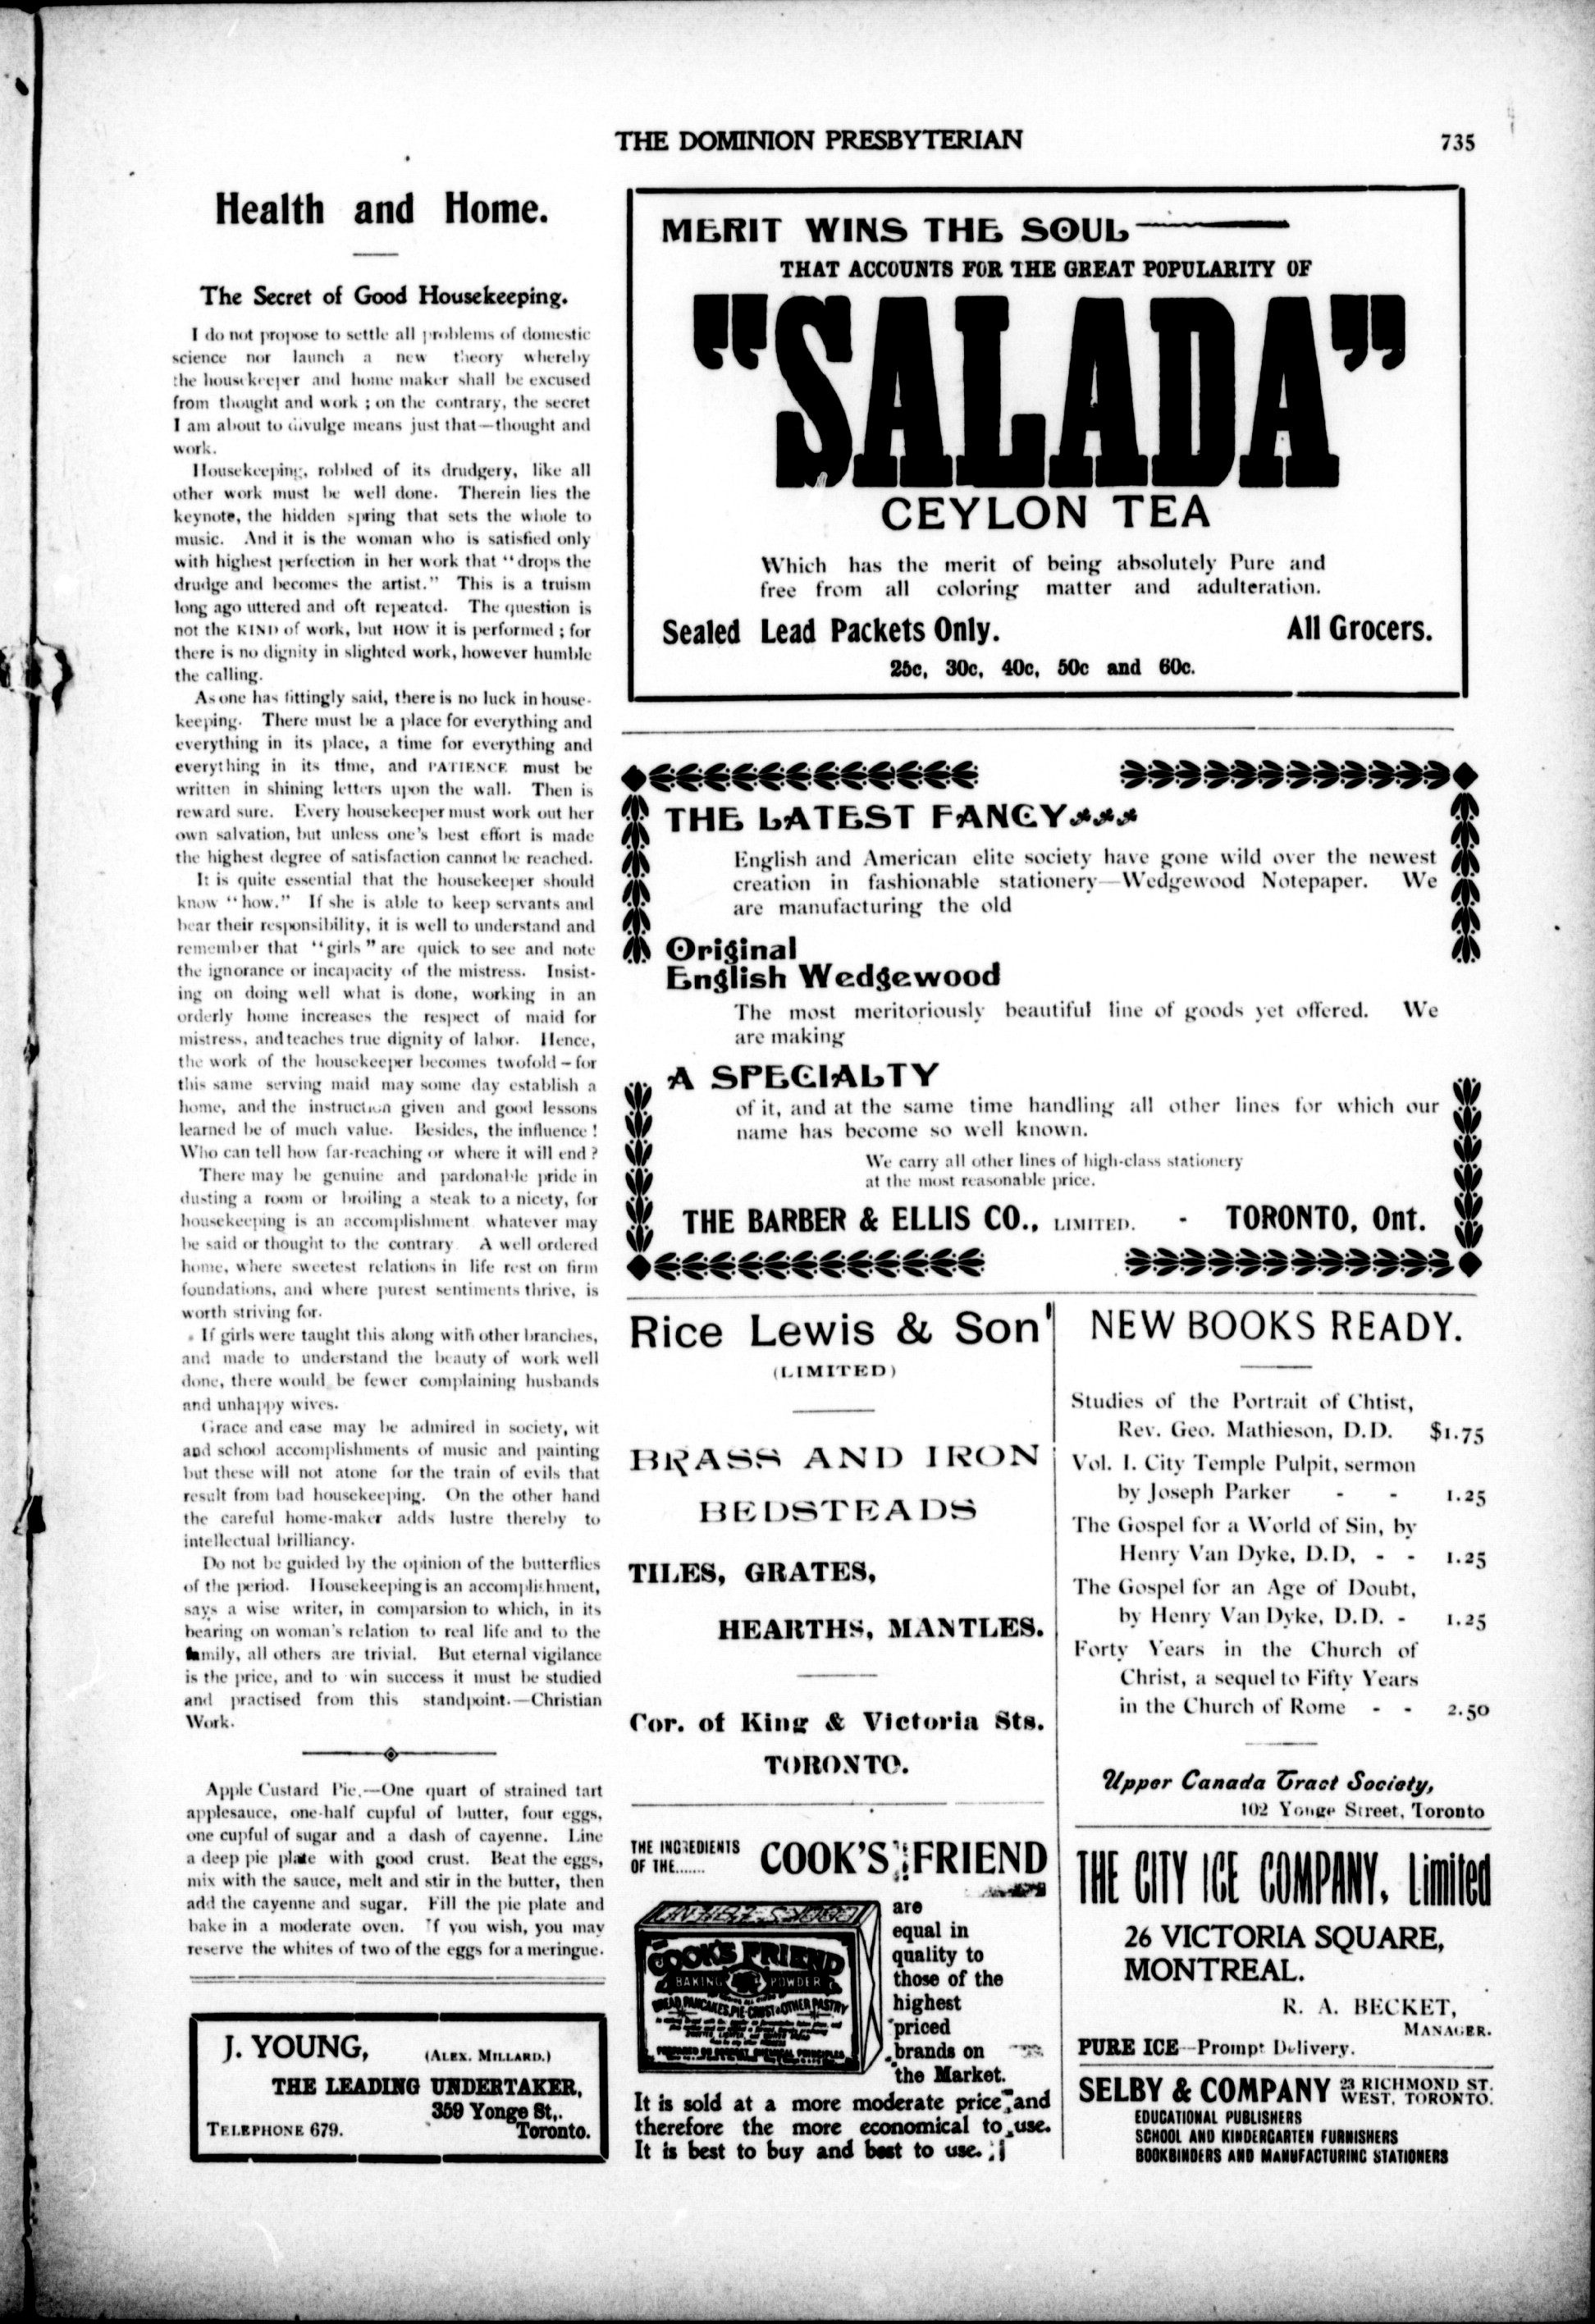 THE DOMINION PRESBYTERIAN
735
Health and Home.
The Secret of Good Housekeeping.
I do not propose to settle all problems of domestic
science nor launch a new theory whereby
the housekeeper and home maker shall be excused
from thought and work ; on the contrary, the secret
I am about to divulge means just that—thought and
work.
Housekeeping, robbed of its drudgery, like all
other work must be well done. Therein lies the
keynote, the hidden spring that sets the whole to
music. And it is the woman who is satisfied only
with highest perfection in her work that "drops the
drudge and becomes the artist." This is a truism
long ago uttered and oft repeated. The question is
not the KIND of work, but HOW it is performed ; for
there is no dignity in slighted work, however humble
the calling.
As one has fittingly said, there is no luck in house-
keeping. There must be a place for everything and
everything in its place, a time for everything and
everything in its time, and PATIENCE must be
written in shining letters upon the wall. Then is
reward sure. Every housekeeper must work out her
own salvation, but unless one's best effort is made
the highest degree of satisfaction cannot be reached.
It is quite essential that the housekeeper should
know "how." If she is able to keep servants and
bear their responsibility, it is well to understand and
remember that "girls" are quick to see and note
the ignorance or incapacity of the mistress. Insist-
ing on doing well what is done, working in an
orderly home increases the respect of maid for
mistress, and teaches true dignity of labor. Hence,
the work of the housekeeper becomes twofold—for
this same serving maid may some day establish a
home, and the instruction given and good lessons
learned be of much value. Besides, the influence !
Who can tell how far-reaching or where it will end ?
There may be genuine and pardonable pride in
dusting a room or broiling a steak to a nicety, for
housekeeping is an accomplishment whatever may
be said or thought to the contrary A well ordered
home, where sweetest relations in life rest on firm
foundations, and where purest sentiments thrive, is
worth striving for.
If girls were taught this along with other branches,
and made to understand the beauty of work well
done, there would be fewer complaining husbands
and unhappy wives.
Grace and ease may be admired in society, wit
and school accomplishments of music and painting
but these will not atone for the train of evils that
result from bad housekeeping. On the other hand
the careful home-maker adds lustre thereby to
intellectual brilliancy.
Do not be guided by the opinion of the butterflies
of the period. Housekeeping is an accomplishment,
says a wise writer, in comparsion to which, in its
bearing on woman's relation to real life and to the
family, all others are trivial. But eternal vigilance
is the price, and to win success it must be studied
and practised from this standpoint.—Christian
Work.
Apple Custard Pie.—One quart of strained tart
applesauce, one-half cupful of butter, four eggs,
one cupful of sugar and a dash of cayenne. Line
a deep pie plate with good crust. Beat the eggs,
mix with the sauce, melt and stir in the butter, then
add the cayenne and sugar. Fill the pie plate and
bake in a moderate oven. If you wish, you may
reserve the whites of two of the eggs for a meringue.
J. YOUNG,
(ALEX. MILLARD.)
THE LEADING UNDERTAKER,
359 Yonge St,.
TELEPHONE 679. Toronto.
MERIT WINS THE SOUL
THAT ACCOUNTS FOR THE GREAT POPULARITY OF
"SALADA"
CEYLON TEA
Which has the merit of being absolutely Pure and
free from all coloring matter and adulteration.
Sealed Lead Packets Only. All Grocers.
25c, 30c, 40c, 50c and 60c.
THE LATEST FANCY
English and American elite society have gone wild over the newest
creation in fashionable stationery—Wedgewood Notepaper. We
are manufacturing the old
Original
English Wedgewood
The most meritoriously beautiful line of goods yet offered. We
are making
A SPECIALTY
of it, and at the same time handling all other lines for which our
name has become so well known.
We carry all other lines of high-class stationery
at the most reasonable price.
THE BARBER & ELLIS CO., LIMITED. - TORONTO, Ont.
Rice Lewis & Son
(LIMITED)
BRASS AND IRON
BEDSTEADS
TILES, GRATES,
HEARTHS, MANTLES.
Cor. of King & Victoria Sts.
TORONTO.
THE INGREDIENTS
OF THE.......
COOK'S FRIEND
COOK'S FRIEND
BAKING POWDER
BREAD, PANCAKES, PIE-CRUST & OTHER PASTRY
are
equal in
quality to
those of the
highest
priced
brands on
the Market.
It is sold at a more moderate price and
therefore the more economical to use.
It is best to buy and best to use.
NEW BOOKS READY.
Studies of the Portrait of Chtist,
Rev. Geo. Mathieson, D.D. $1.75
Vol. I. City Temple Pulpit, sermon
by Joseph Parker - - 1.25
The Gospel for a World of Sin, by
Henry Van Dyke, D.D, - - 1.25
The Gospel for an Age of Doubt,
by Henry Van Dyke, D.D. - 1.25
Forty Years in the Church of
Christ, a sequel to Fifty Years
in the Church of Rome - - 2.50
Upper Canada Tract Society,
102 Yonge Street, Toronto
THE CITY ICE COMPANY, Limited
26 VICTORIA SQUARE,
MONTREAL.
R. A. BECKET,
MANAGER.
PURE ICE—Prompt Delivery.
SELBY & COMPANY 23 RICHMOND ST.
WEST, TORONTO.
EDUCATIONAL PUBLISHERS
SCHOOL AND KINDERGARTEN FURNISHERS
BOOKBINDERS AND MANUFACTURING STATIONERS